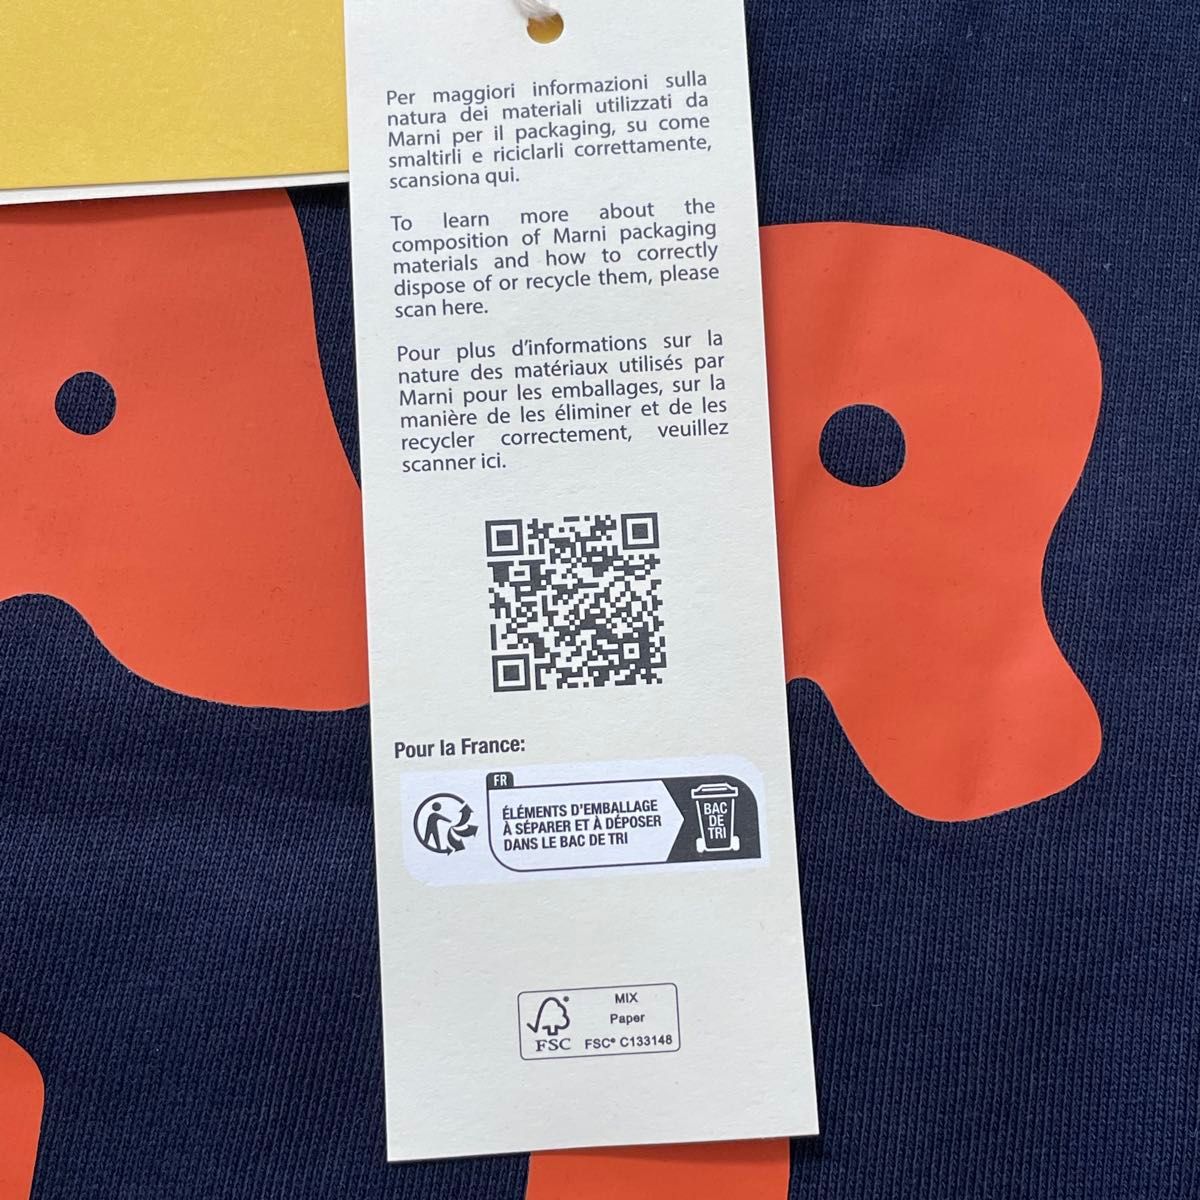 Per maggiori informazioni sulla
natura dei materiali utilizzati da
Marni per il packaging, su come
smaltirli e riciclarli correttamente,
scansiona qui.
To learn more about the
composition of Marni packaging
materials and how to correctly
dispose of or recycle them, please
scan here.
Pour plus d'informations sur la
nature des matériaux utilisés par
Marni pour les emballages, sur la
manière de les éliminer et de les
recycler correctement, veuillez
scanner ici.
Pour la France:
FR
ÉLÉMENTS D'EMBALLAGE
À SÉPARER ET À DÉPOSER
DANS LE BAC DE TRI
BAC
DE
TRI
MIX
Paper
FSC
FSC® C133148